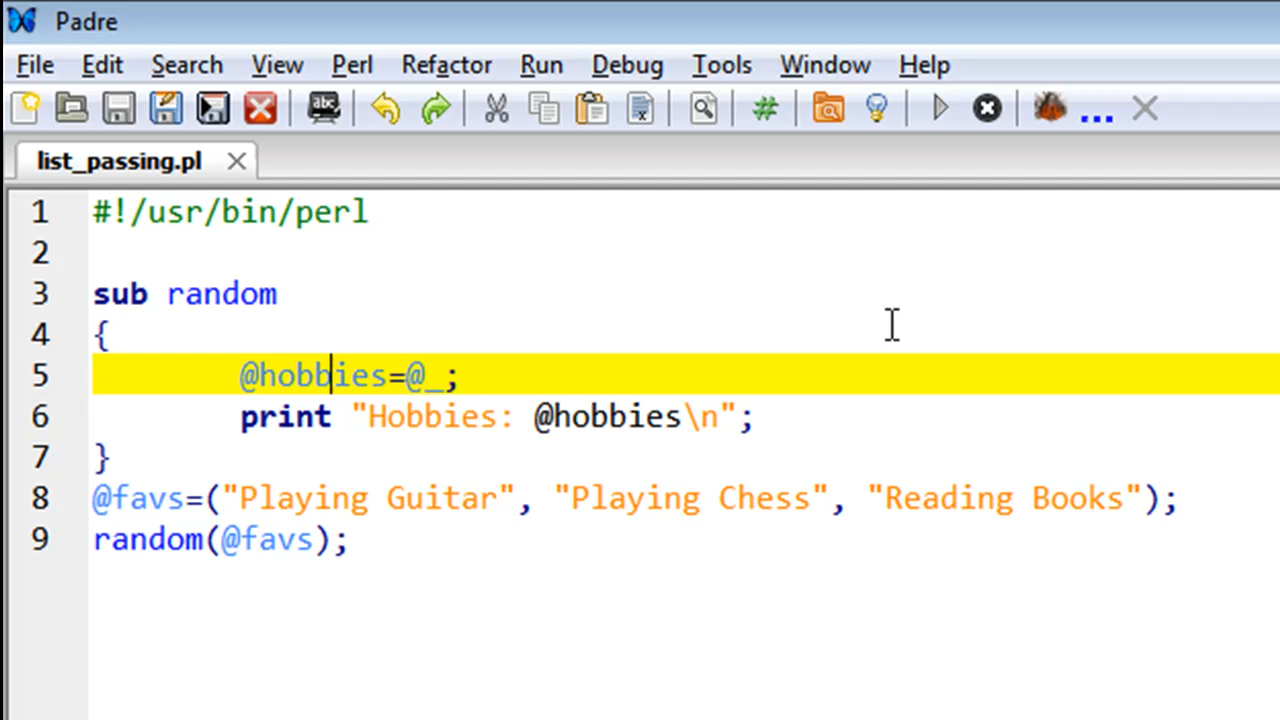 Padre
File Edit Search View Perl Refactor Run Debug Tools Window Help
abc # ...
list_passing.pl
1 #!/usr/bin/perl
2
3 sub random
4 {
5 @hobbies=@_;
6 print "Hobbies: @hobbies\n";
7 }
8 @favs=("Playing Guitar", "Playing Chess", "Reading Books");
9 random(@favs);